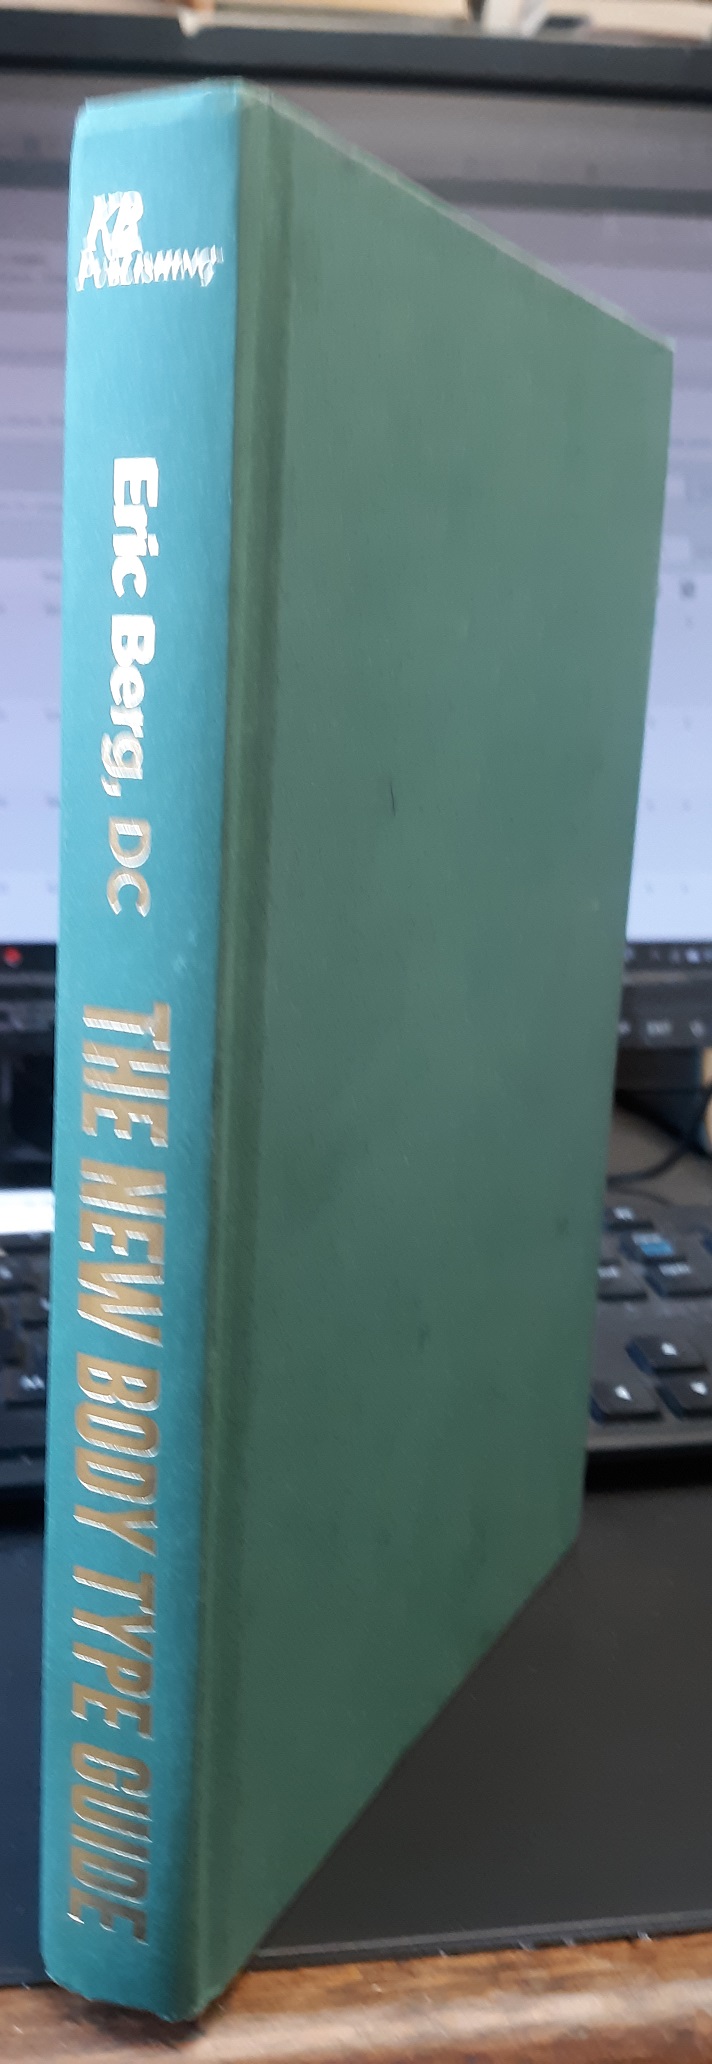 KB
PUBLISHING
Eric Berg, DC
THE NEW BODY TYPE GUIDE